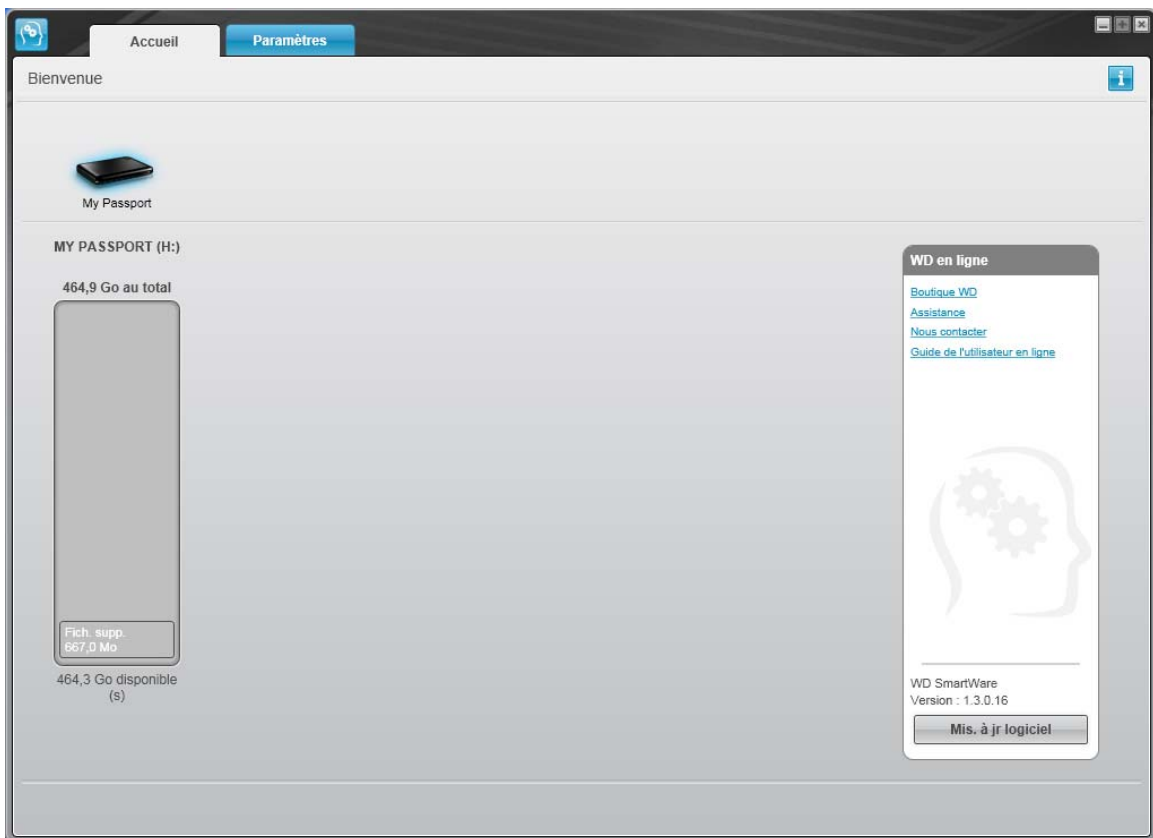 Accueil
Paramètres
Bienvenue
i
My Passport
MY PASSPORT (H:)
464,9 Go au total
Fich. supp.
667,0 Mo
464,3 Go disponible
(s)
WD en ligne
Boutique WD
Assistance
Nous contacter
Guide de l'utilisateur en ligne
WD SmartWare
Version : 1.3.0.16
Mis. à jr logiciel